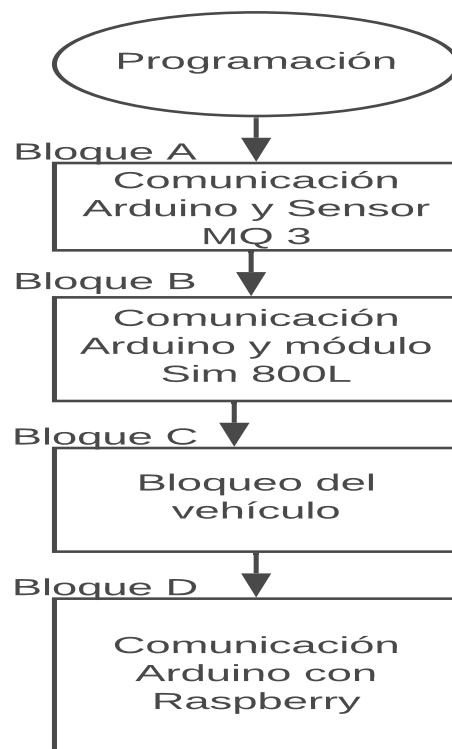 Programación
Bloque A
Comunicación
Arduino y Sensor
MQ 3
Bloque B
Comunicación
Arduino y módulo
Sim 800L
Bloque C
Bloqueo del
vehículo
Bloque D
Comunicación
Arduino con
Raspberry